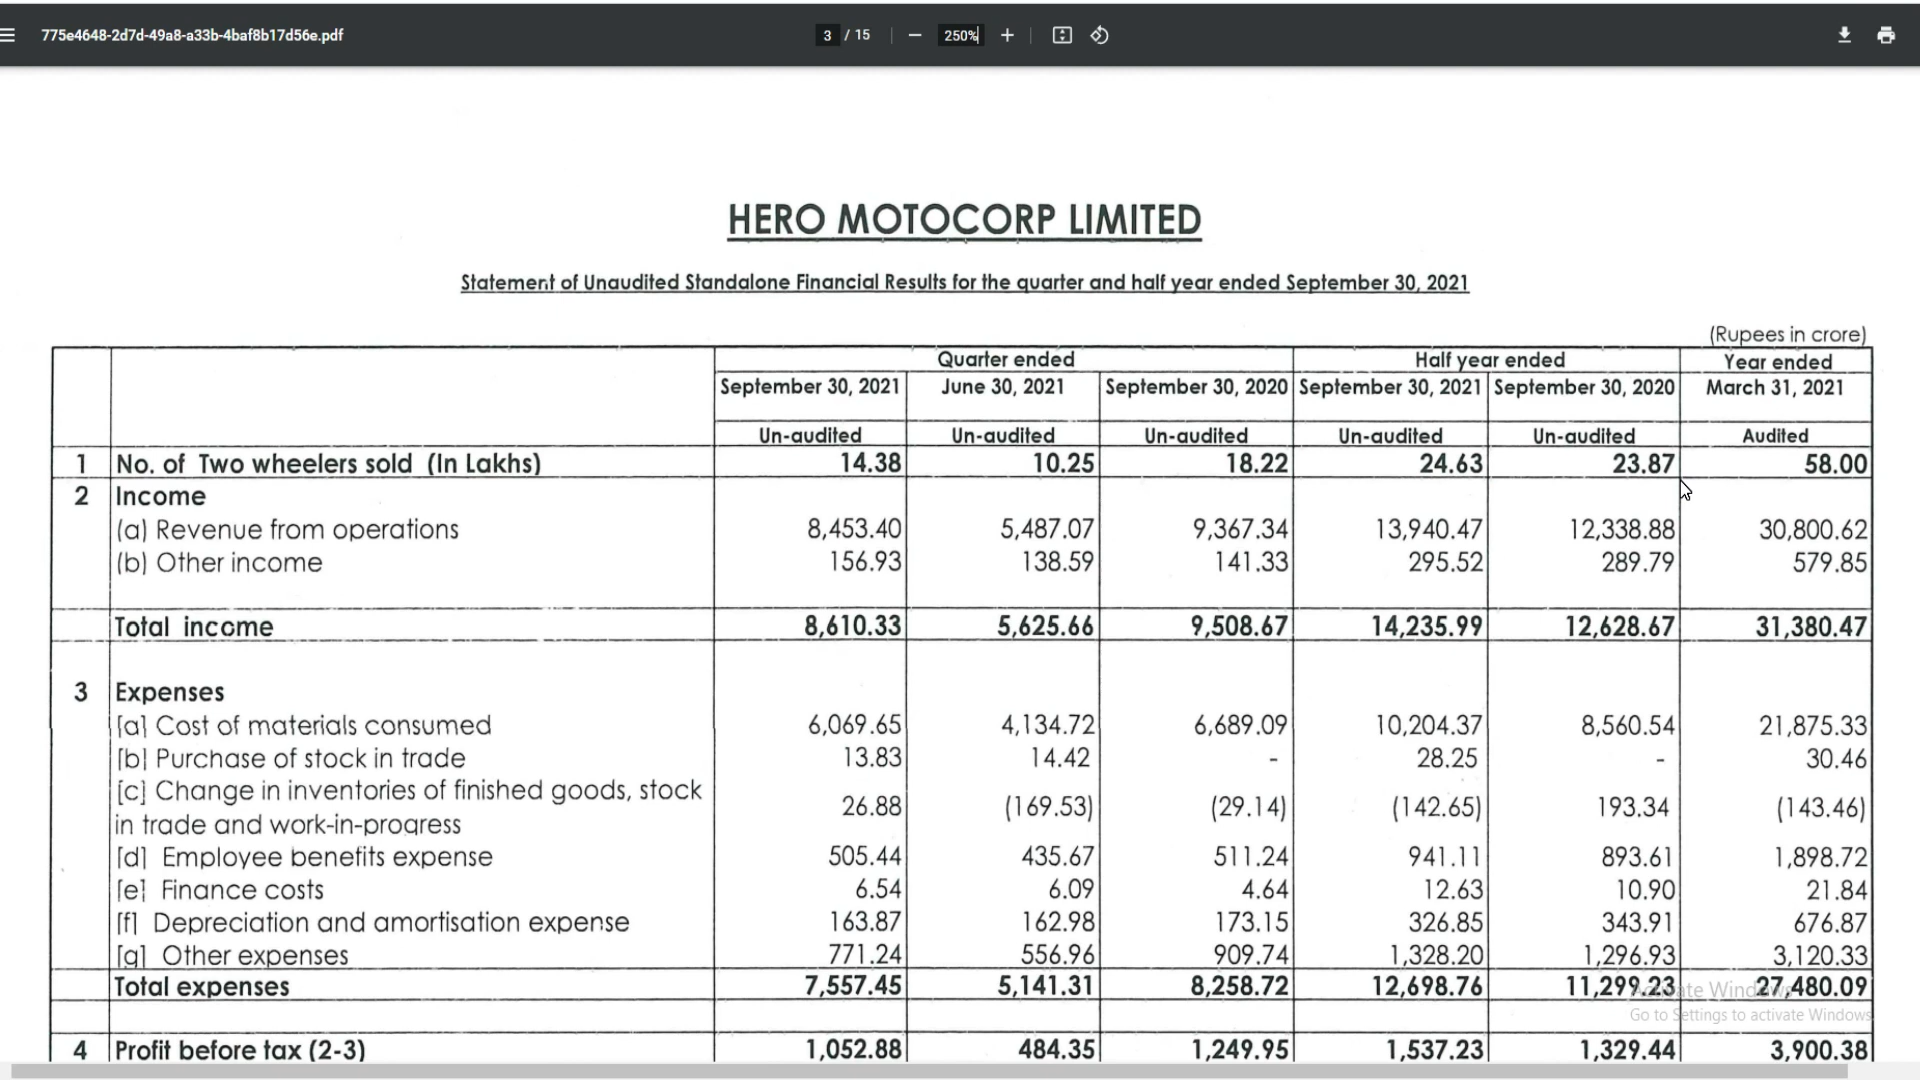 775e4648-2d7d-49a8-a33b-4baf8b17d56e.pdf 3 / 15 250%
HERO MOTOCORP LIMITED
Statement of Unaudited Standalone Financial Results for the quarter and half year ended September 30, 2021
(Rupees in crore)
Quarter ended Half year ended Year ended
September 30, 2021 June 30, 2021 September 30, 2020 September 30, 2021 September 30, 2020 March 31, 2021
Un-audited Un-audited Un-audited Un-audited Un-audited Audited
1 No. of Two wheelers sold (In Lakhs) 14.38 10.25 18.22 24.63 23.87 58.00
2 Income
(a) Revenue from operations 8,453.40 5,487.07 9,367.34 13,940.47 12,338.88 30,800.62
(b) Other income 156.93 138.59 141.33 295.52 289.79 579.85
Total income 8,610.33 5,625.66 9,508.67 14,235.99 12,628.67 31,380.47
3 Expenses
[a] Cost of materials consumed 6,069.65 4,134.72 6,689.09 10,204.37 8,560.54 21,875.33
[b] Purchase of stock in trade 13.83 14.42 - 28.25 - 30.46
[c] Change in inventories of finished goods, stock
in trade and work-in-progress 26.88 (169.53) (29.14) (142.65) 193.34 (143.46)
[d] Employee benefits expense 505.44 435.67 511.24 941.11 893.61 1,898.72
[e] Finance costs 6.54 6.09 4.64 12.63 10.90 21.84
[f] Depreciation and amortisation expense 163.87 162.98 173.15 326.85 343.91 676.87
[g] Other expenses 771.24 556.96 909.74 1,328.20 1,296.93 3,120.33
Total expenses 7,557.45 5,141.31 8,258.72 12,698.76 11,299.23 27,480.09
Activate Windows
Go to Settings to activate Windows
4 Profit before tax (2-3) 1,052.88 484.35 1,249.95 1,537.23 1,329.44 3,900.38